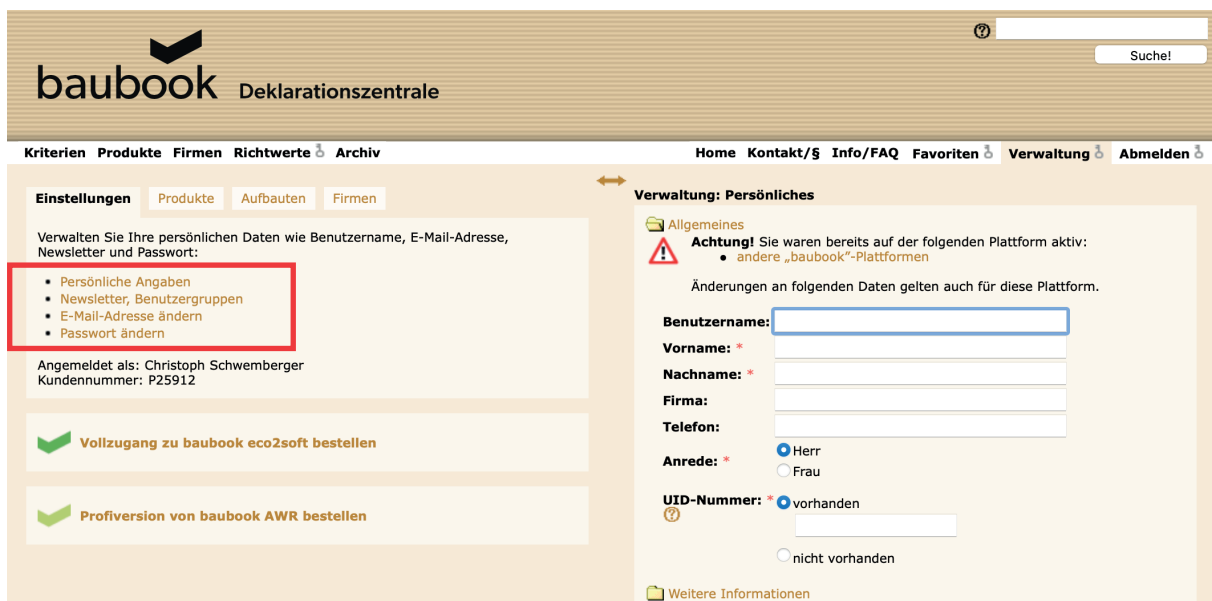 Suche!
baubook Deklarationszentrale
Kriterien Produkte Firmen Richtwerte Archiv
Home Kontakt/§ Info/FAQ Favoriten Verwaltung Abmelden
Einstellungen Produkte Aufbauten Firmen
Verwalten Sie Ihre persönlichen Daten wie Benutzername, E-Mail-Adresse,
Newsletter und Passwort:
Persönliche Angaben
Newsletter, Benutzergruppen
E-Mail-Adresse ändern
Passwort ändern
Angemeldet als: Christoph Schwemberger
Kundennummer: P25912
Vollzugang zu baubook eco2soft bestellen
Profiversion von baubook AWR bestellen
Verwaltung: Persönliches
Allgemeines
Achtung! Sie waren bereits auf der folgenden Plattform aktiv:
andere „baubook"-Plattformen
Änderungen an folgenden Daten gelten auch für diese Plattform.
Benutzername:
Vorname: *
Nachname: *
Firma:
Telefon:
Anrede: * Herr
Frau
UID-Nummer: * vorhanden
nicht vorhanden
Weitere Informationen